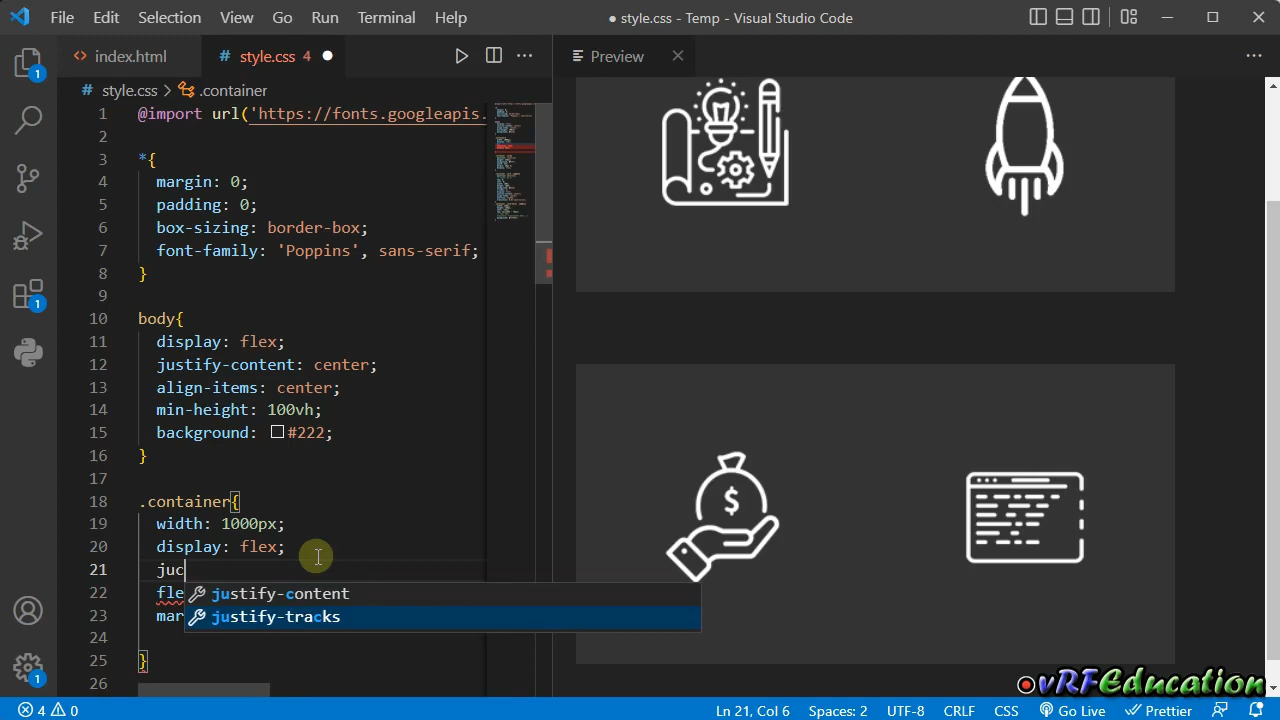 File Edit Selection View Go Run Terminal Help
● style.css - Temp - Visual Studio Code
<> index.html
# style.css 4 ●
Preview
# style.css > .container
1 @import url('https://fonts.googleapis.
2
3 *{
4 margin: 0;
5 padding: 0;
6 box-sizing: border-box;
7 font-family: 'Poppins', sans-serif;
8 }
9
10 body{
11 display: flex;
12 justify-content: center;
13 align-items: center;
14 min-height: 100vh;
15 background: #222;
16 }
17
18 .container{
19 width: 1000px;
20 display: flex;
21 juc
justify-content
justify-tracks
22 fle
23 mar
24
25 }
26
1
1
1
$
vRFEducation
4 0
Ln 21, Col 6
Spaces: 2
UTF-8
CRLF
CSS
Go Live
Prettier